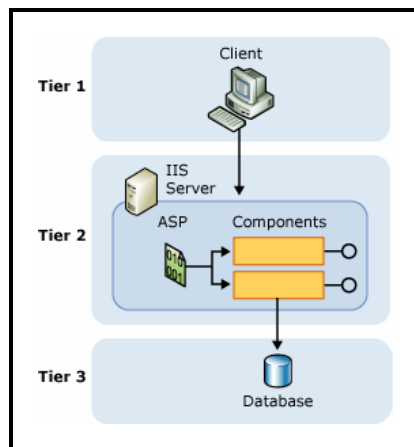 Client
Tier 1
IIS
Server
ASP
Components
Tier 2
010
001
Tier 3
Database